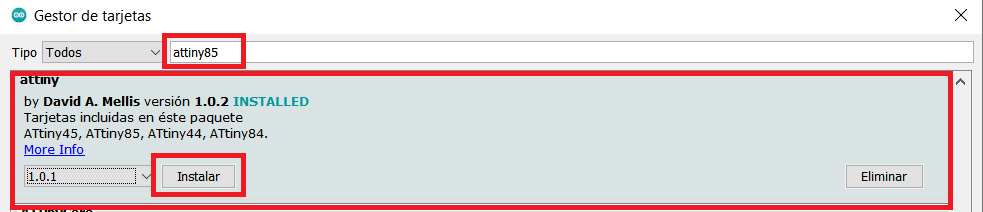 Gestor de tarjetas
Tipo Todos attiny85
attiny
by David A. Mellis versión 1.0.2 INSTALLED
Tarjetas incluidas en éste paquete
ATtiny45, ATtiny85, ATtiny44, ATtiny84.
More Info
1.0.1 Instalar Eliminar